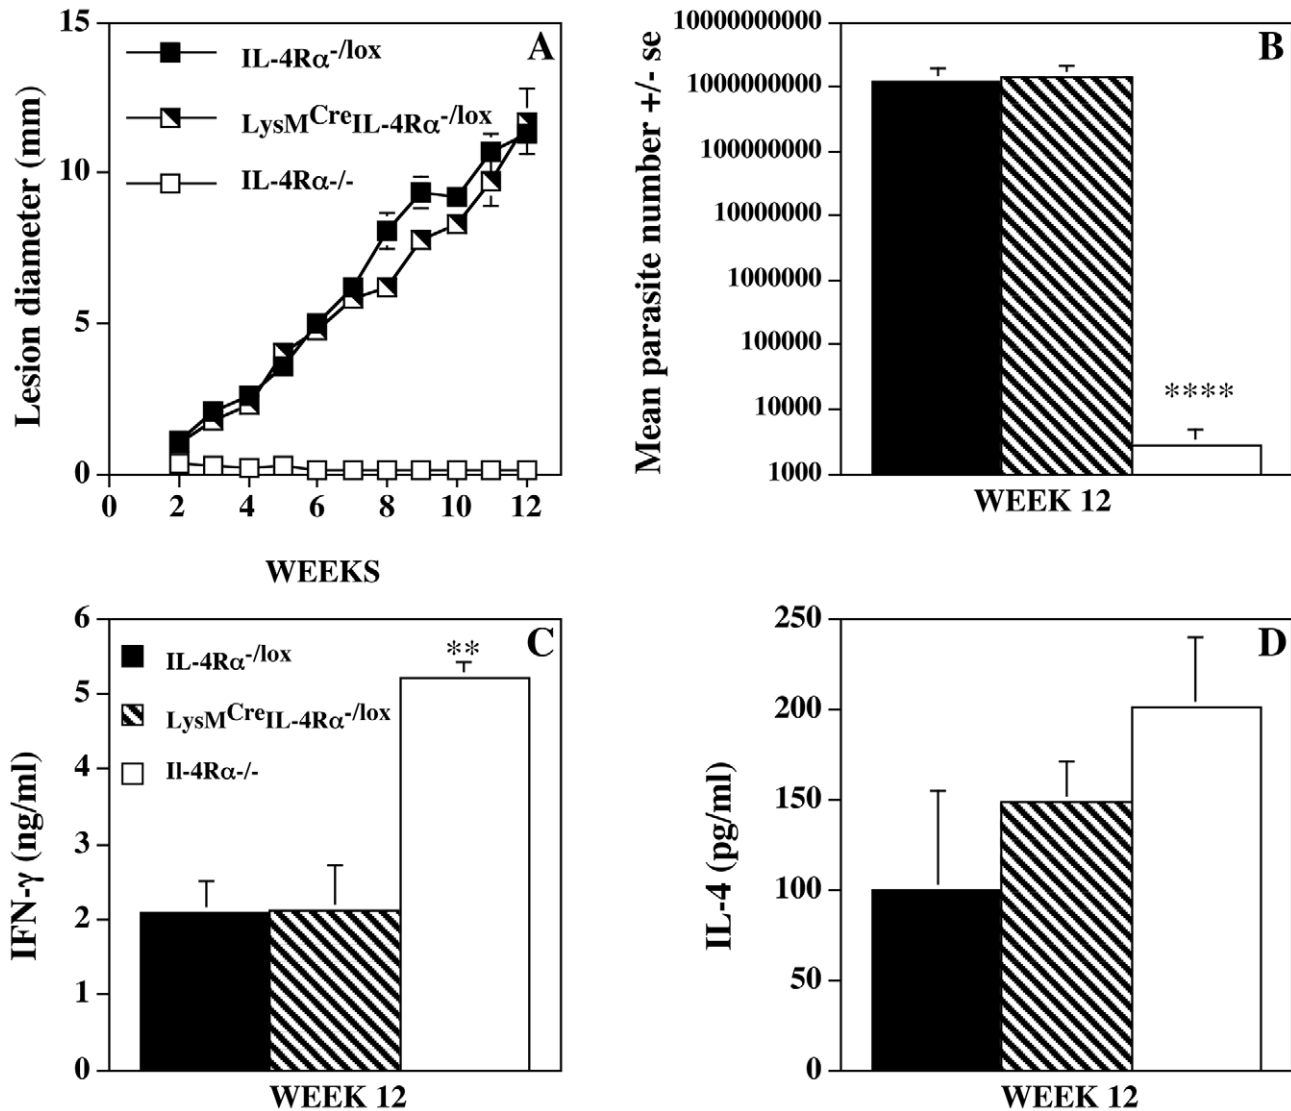 A
15
10
5
0
Lesion diameter (mm)
IL-4Rα-/lox
LysMCreIL-4Rα-/lox
IL-4Rα-/-
0 2 4 6 8 10 12
WEEKS
B
10000000000
1000000000
100000000
10000000
1000000
100000
10000
1000
Mean parasite number +/- se
****
WEEK 12
C
6
5
4
3
2
1
0
IFN-γ (ng/ml)
IL-4Rα-/lox
LysMCreIL-4Rα-/lox
Il-4Rα-/-
**
WEEK 12
D
250
200
150
100
50
0
IL-4 (pg/ml)
WEEK 12